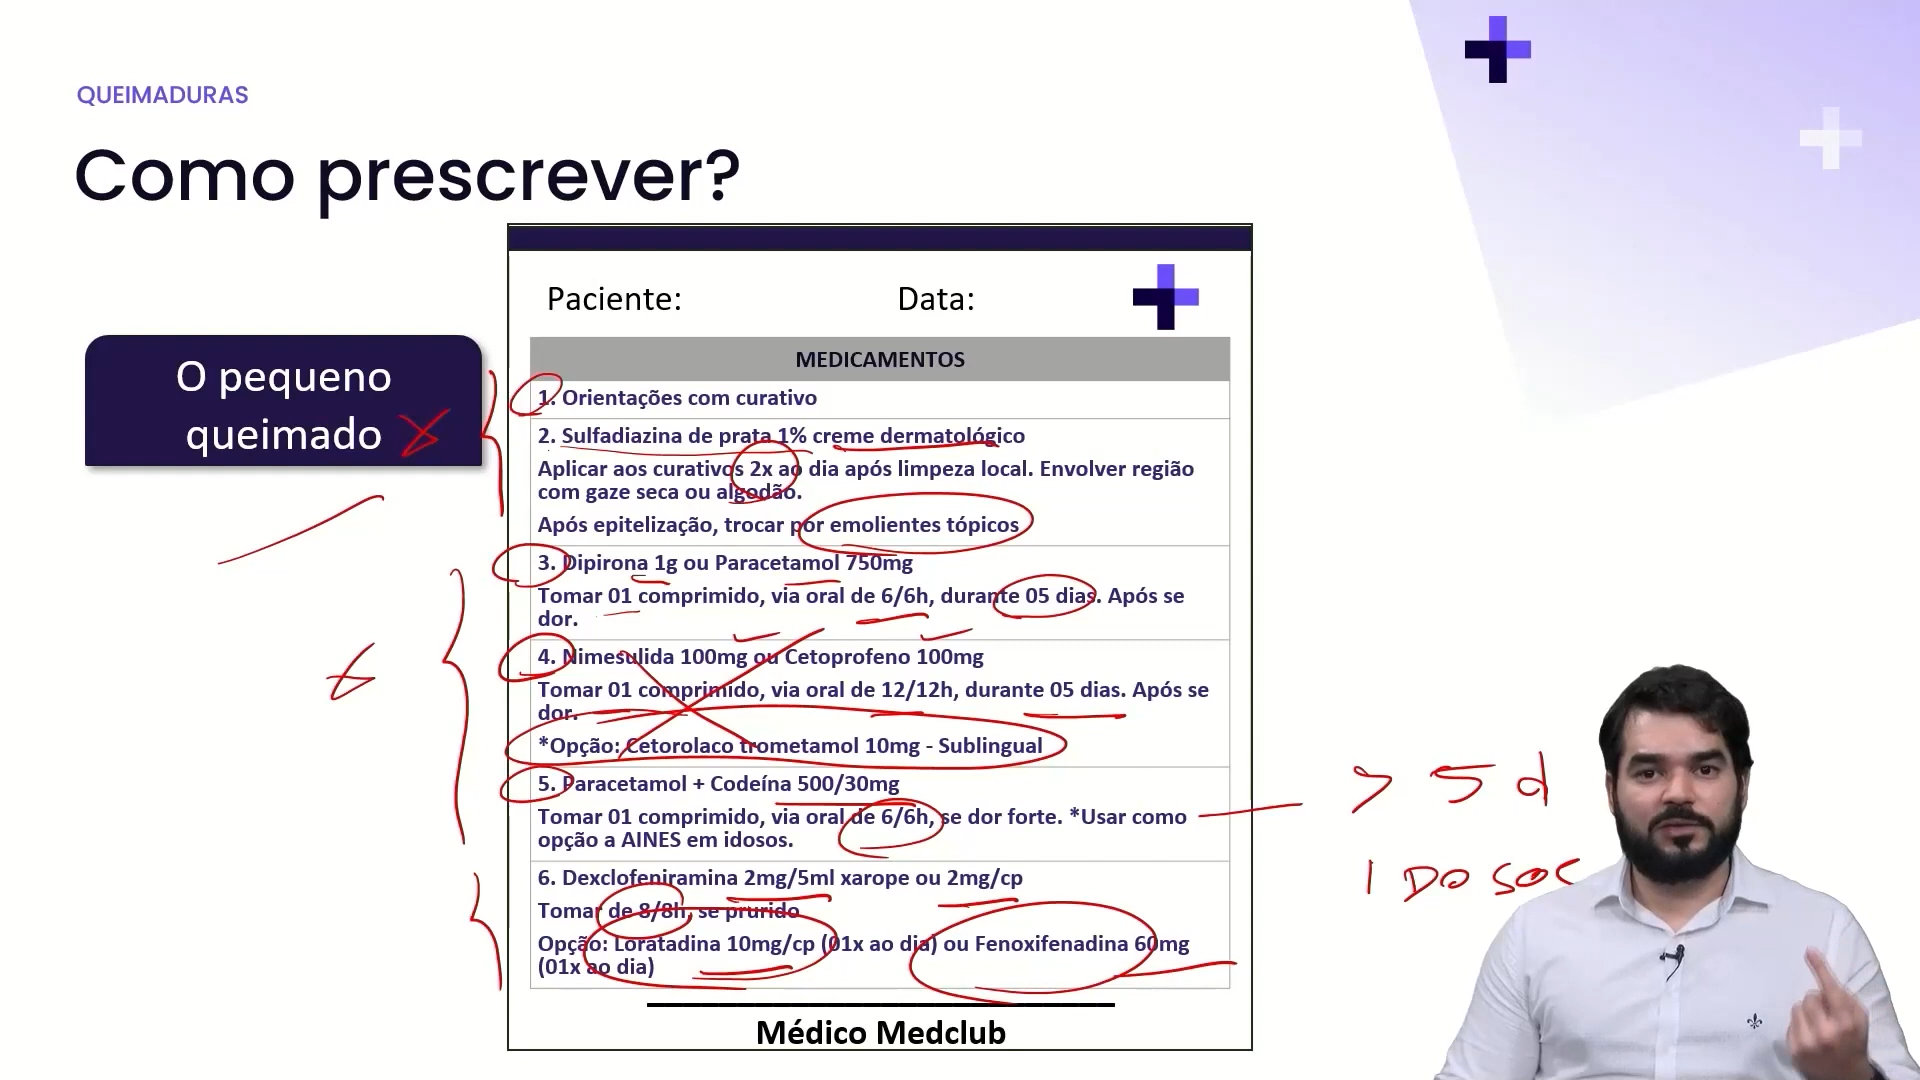 QUEIMADURAS
Como prescrever?
Paciente:
Data:
O pequeno
queimado
MEDICAMENTOS
1. Orientações com curativo
2. Sulfadiazina de prata 1% creme dermatológico
Aplicar aos curativos 2x ao dia após limpeza local. Envolver região
com gaze seca ou algodão.
Após epitelização, trocar por emolientes tópicos
3. Dipirona 1g ou Paracetamol 750mg
Tomar 01 comprimido, via oral de 6/6h, durante 05 dias. Após se
dor.
4. Nimesulida 100mg ou Cetoprofeno 100mg
Tomar 01 comprimido, via oral de 12/12h, durante 05 dias. Após se
dor.
*Opção: Cetorolaco trometamol 10mg - Sublingual
5. Paracetamol + Codeína 500/30mg
Tomar 01 comprimido, via oral de 6/6h, se dor forte. *Usar como
opção a AINES em idosos.
> 5 d
IDOSOS
6. Dexclofeniramina 2mg/5ml xarope ou 2mg/cp
Tomar de 8/8h, se prurido
Opção: Loratadina 10mg/cp (01x ao dia) ou Fenoxifenadina 60mg
(01x ao dia)
Médico Medclub